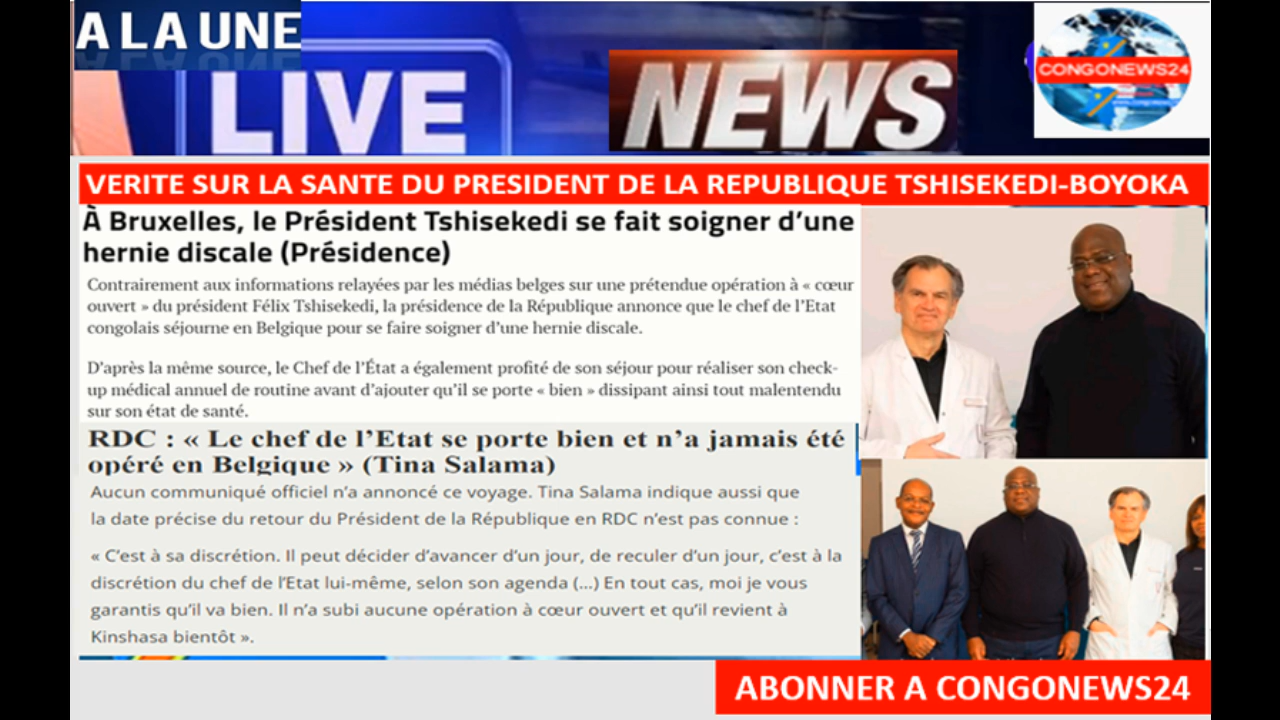 A LA UNE
LIVE
NEWS
CONGONEWS24
VERITE SUR LA SANTE DU PRESIDENT DE LA REPUBLIQUE TSHISEKEDI-BOYOKA
À Bruxelles, le Président Tshisekedi se fait soigner d’une
hernie discale (Présidence)
Contrairement aux informations relayées par les médias belges sur une prétendue opération à « cœur
ouvert » du président Félix Tshisekedi, la présidence de la République annonce que le chef de l’Etat
congolais séjourne en Belgique pour se faire soigner d’une hernie discale.
D’après la même source, le Chef de l’État a également profité de son séjour pour réaliser son check-
up médical annuel de routine avant d’ajouter qu’il se porte « bien » dissipant ainsi tout malentendu
sur son état de santé.
RDC : « Le chef de l’Etat se porte bien et n’a jamais été
opéré en Belgique » (Tina Salama)
Aucun communiqué officiel n’a annoncé ce voyage. Tina Salama indique aussi que
la date précise du retour du Président de la République en RDC n’est pas connue :
« C’est à sa discrétion. Il peut décider d’avancer d’un jour, de reculer d’un jour, c’est à la
discrétion du chef de l’Etat lui-même, selon son agenda (…) En tout cas, moi je vous
garantis qu’il va bien. Il n’a subi aucune opération à cœur ouvert et qu’il revient à
Kinshasa bientôt ».
ABONNER A CONGONEWS24